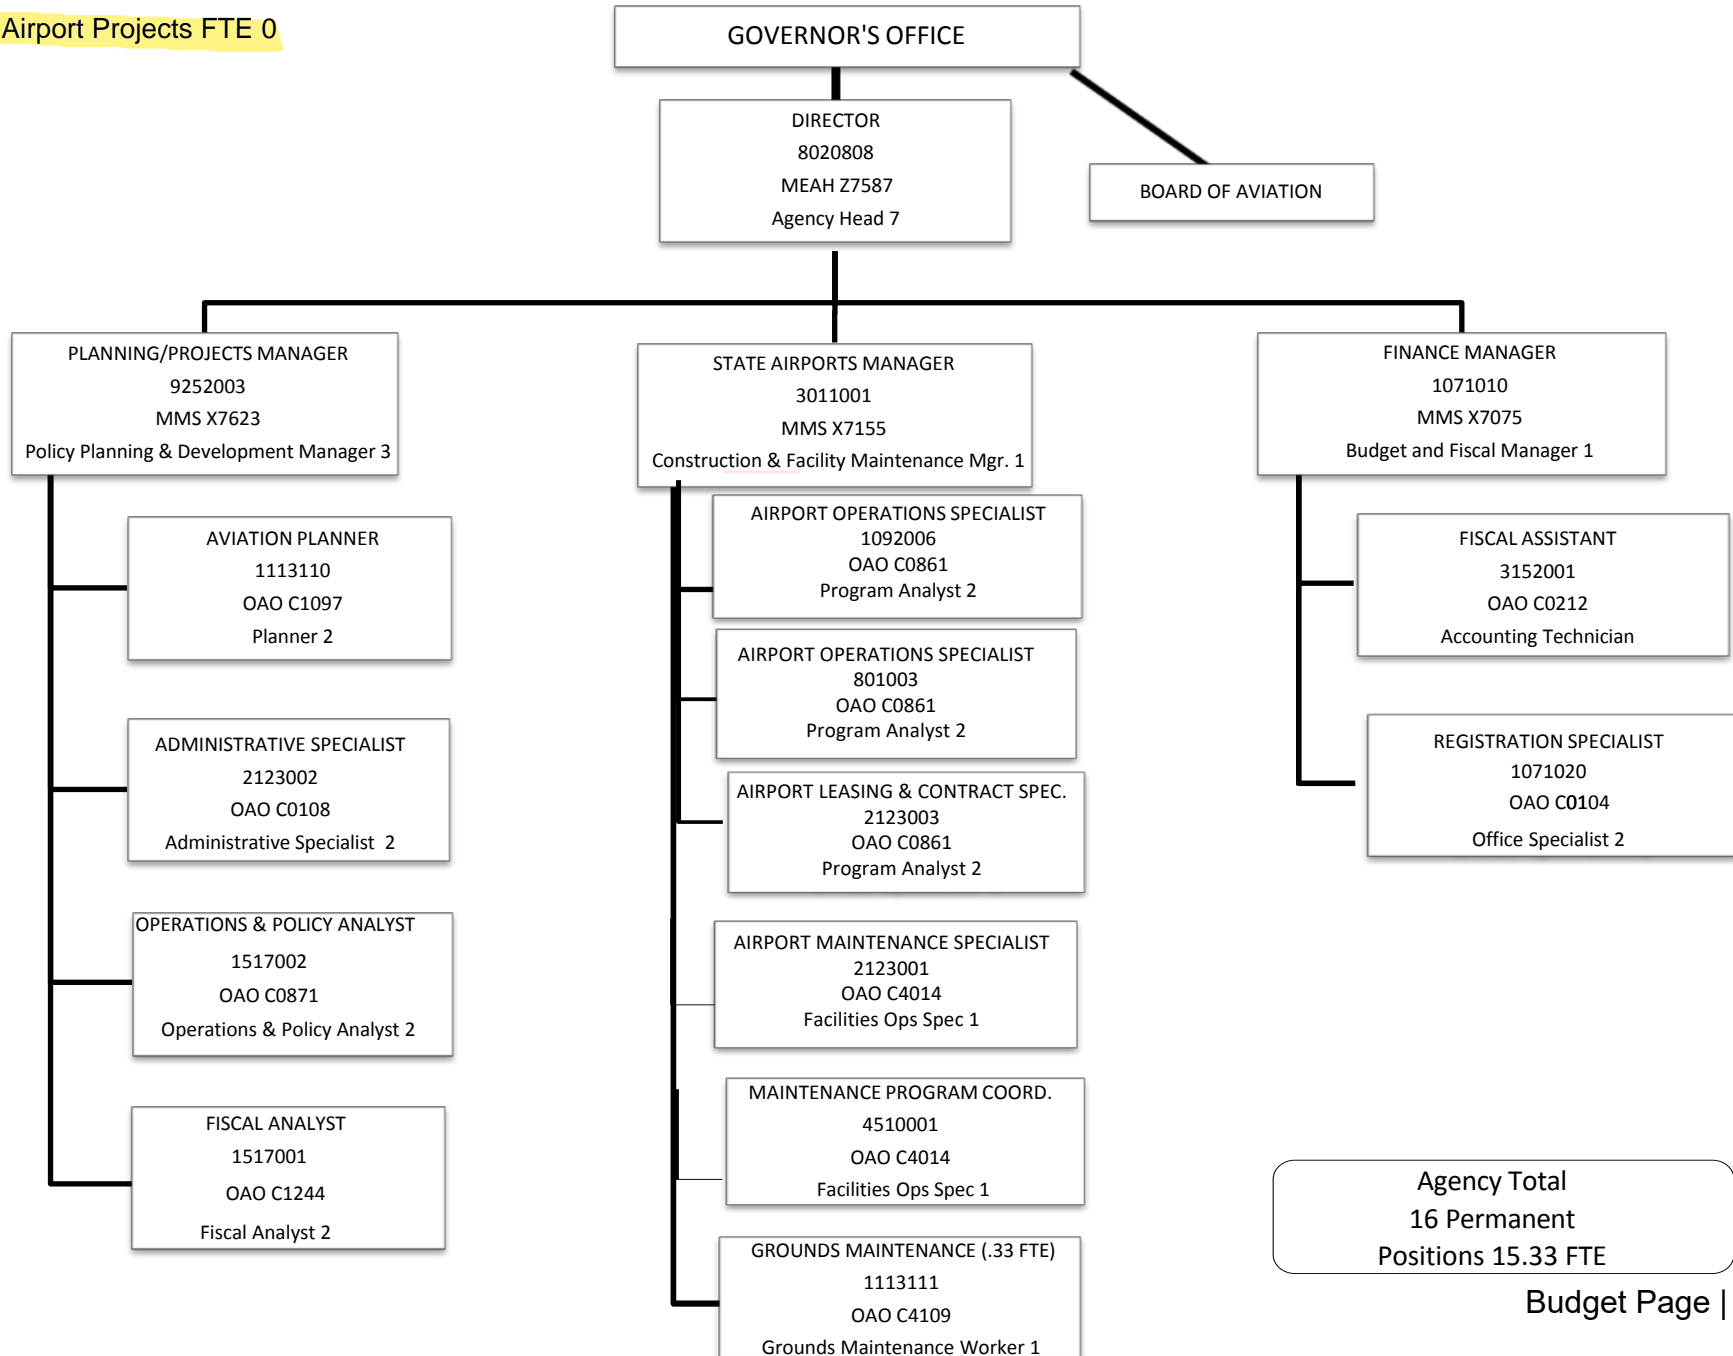 Airport Projects FTE 0
GOVERNOR'S OFFICE
DIRECTOR
8020808
MEAH Z7587
Agency Head 7
BOARD OF AVIATION
PLANNING/PROJECTS MANAGER
9252003
MMS X7623
Policy Planning & Development Manager 3
AVIATION PLANNER
1113110
OAO C1097
Planner 2
ADMINISTRATIVE SPECIALIST
2123002
OAO C0108
Administrative Specialist 2
OPERATIONS & POLICY ANALYST
1517002
OAO C0871
Operations & Policy Analyst 2
FISCAL ANALYST
1517001
OAO C1244
Fiscal Analyst 2
STATE AIRPORTS MANAGER
3011001
MMS X7155
Construction & Facility Maintenance Mgr. 1
AIRPORT OPERATIONS SPECIALIST
1092006
OAO C0861
Program Analyst 2
AIRPORT OPERATIONS SPECIALIST
801003
OAO C0861
Program Analyst 2
AIRPORT LEASING & CONTRACT SPEC.
2123003
OAO C0861
Program Analyst 2
AIRPORT MAINTENANCE SPECIALIST
2123001
OAO C4014
Facilities Ops Spec 1
MAINTENANCE PROGRAM COORD.
4510001
OAO C4014
Facilities Ops Spec 1
GROUNDS MAINTENANCE (.33 FTE)
1113111
OAO C4109
Grounds Maintenance Worker 1
FINANCE MANAGER
1071010
MMS X7075
Budget and Fiscal Manager 1
FISCAL ASSISTANT
3152001
OAO C0212
Accounting Technician
REGISTRATION SPECIALIST
1071020
OAO C0104
Office Specialist 2
Agency Total
16 Permanent
Positions 15.33 FTE
Budget Page |